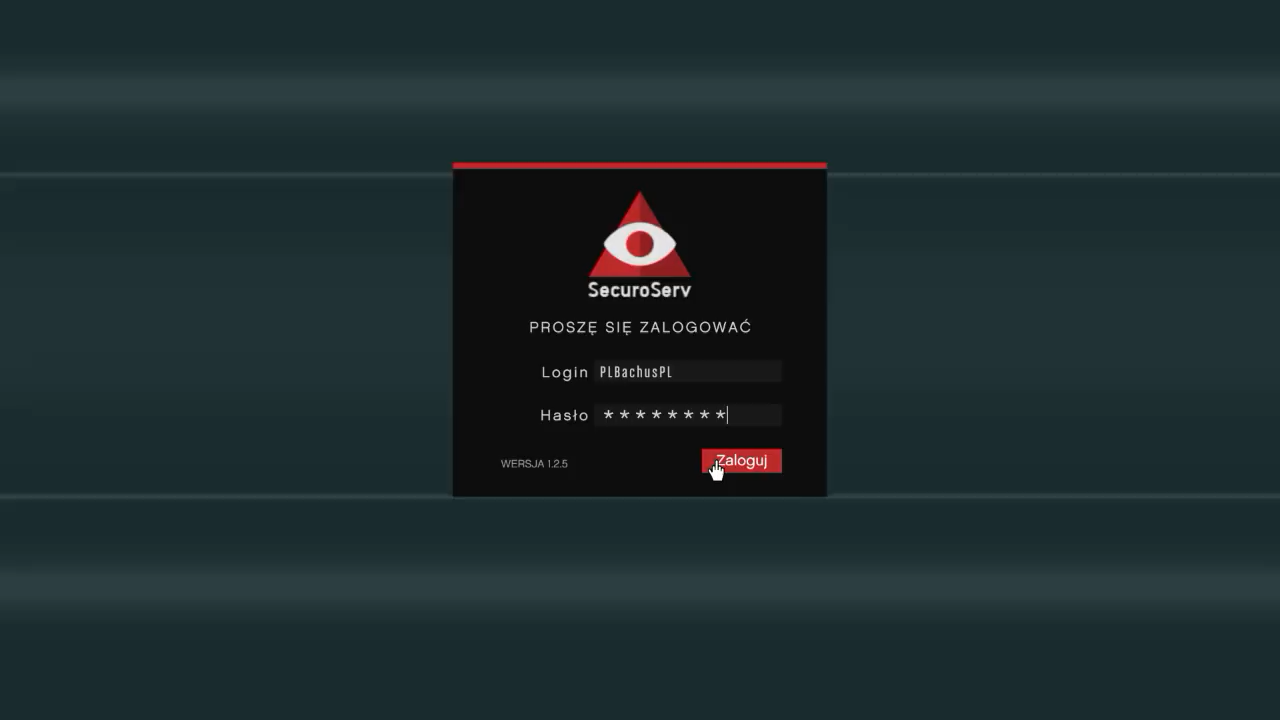 SecuroServ
PROSZĘ SIĘ ZALOGOWAĆ
Login PLBachusPL
Hasło ********
WERSJA 1.2.5 Zaloguj